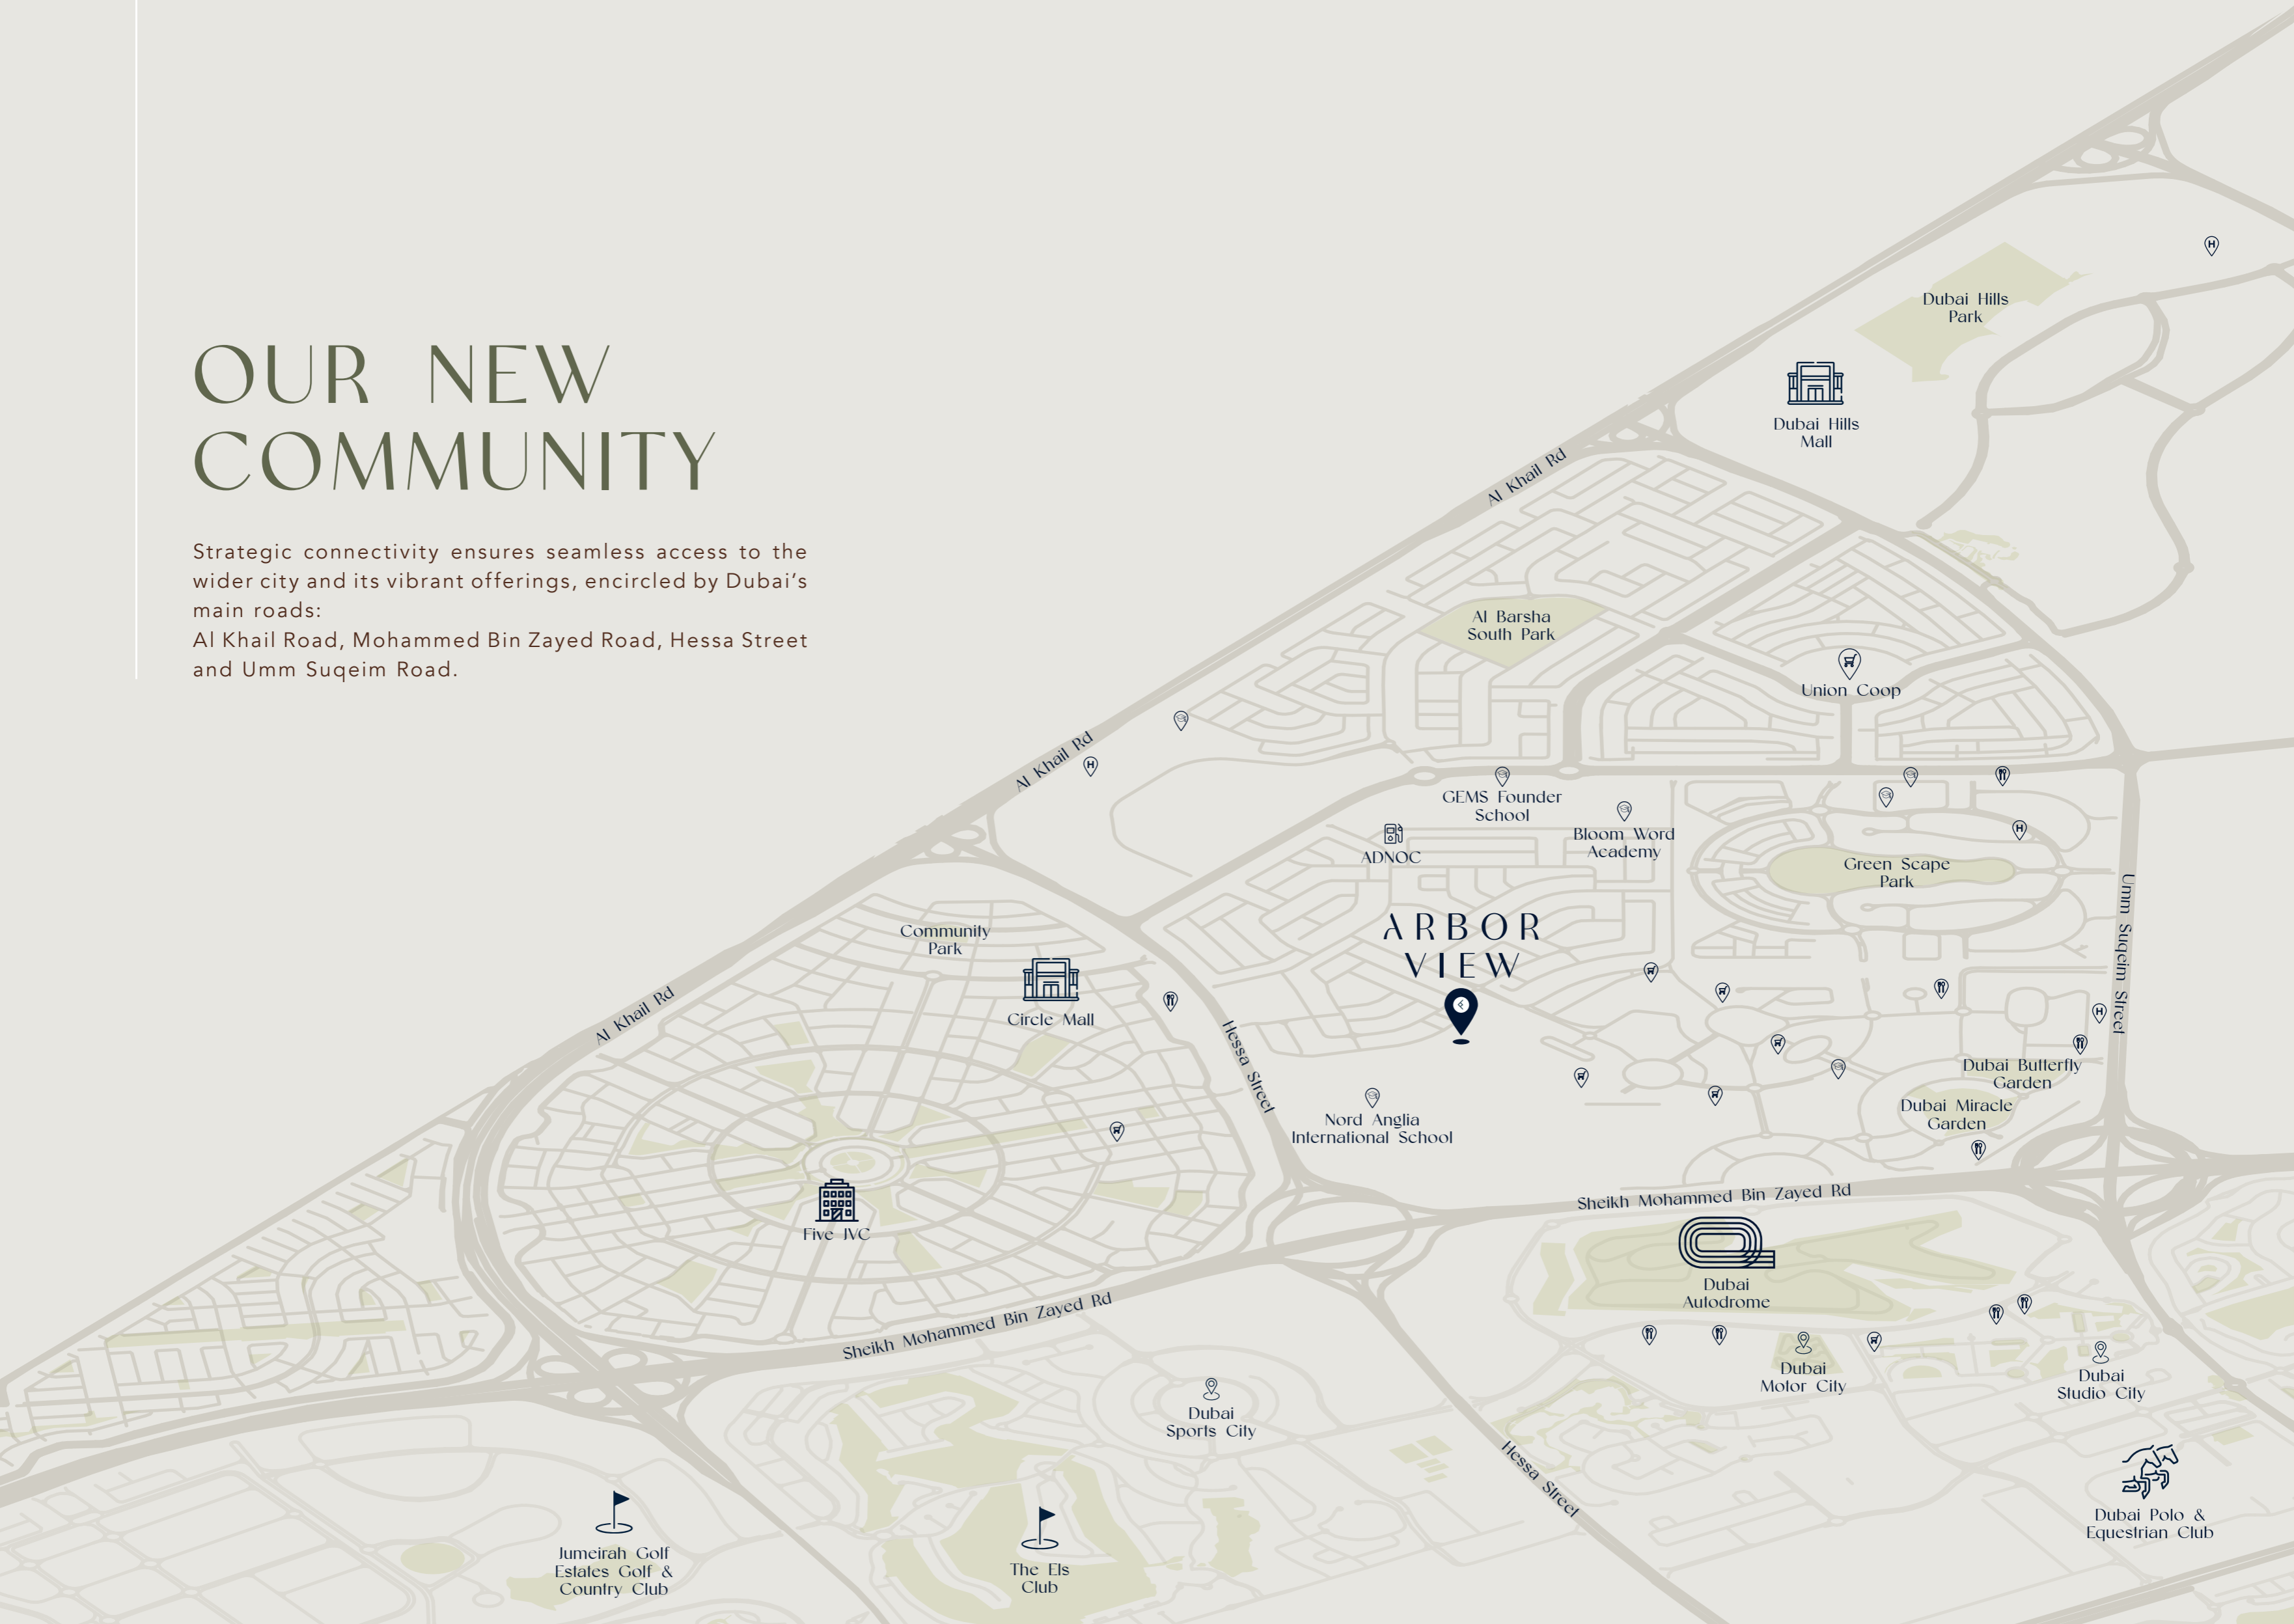 OUR NEW
COMMUNITY
Strategic connectivity ensures seamless access to the
wider city and its vibrant offerings, encircled by Dubai's
main roads:
Al Khail Road, Mohammed Bin Zayed Road, Hessa Street
and Umm Suqeim Road.
Dubai Hills
Park
Dubai Hills
Mall
Al Khail Rd
Al Barsha
South Park
Union Coop
Al Khail Rd
GEMS Founder
School
Bloom Word
Academy
ADNOC
Green Scape
Park
Umm Suqeim Street
ARBOR
VIEW
Community
Park
Circle Mall
Al Khail Rd
Hessa Street
Dubai Butterfly
Garden
Dubai Miracle
Garden
Nord Anglia
International School
Five JVC
Sheikh Mohammed Bin Zayed Rd
Dubai
Autodrome
Sheikh Mohammed Bin Zayed Rd
Dubai
Motor City
Dubai
Studio City
Dubai
Sports City
Hessa Street
Dubai Polo &
Equestrian Club
Jumeirah Golf
Estates Golf &
Country Club
The Els
Club
H
H
H
H